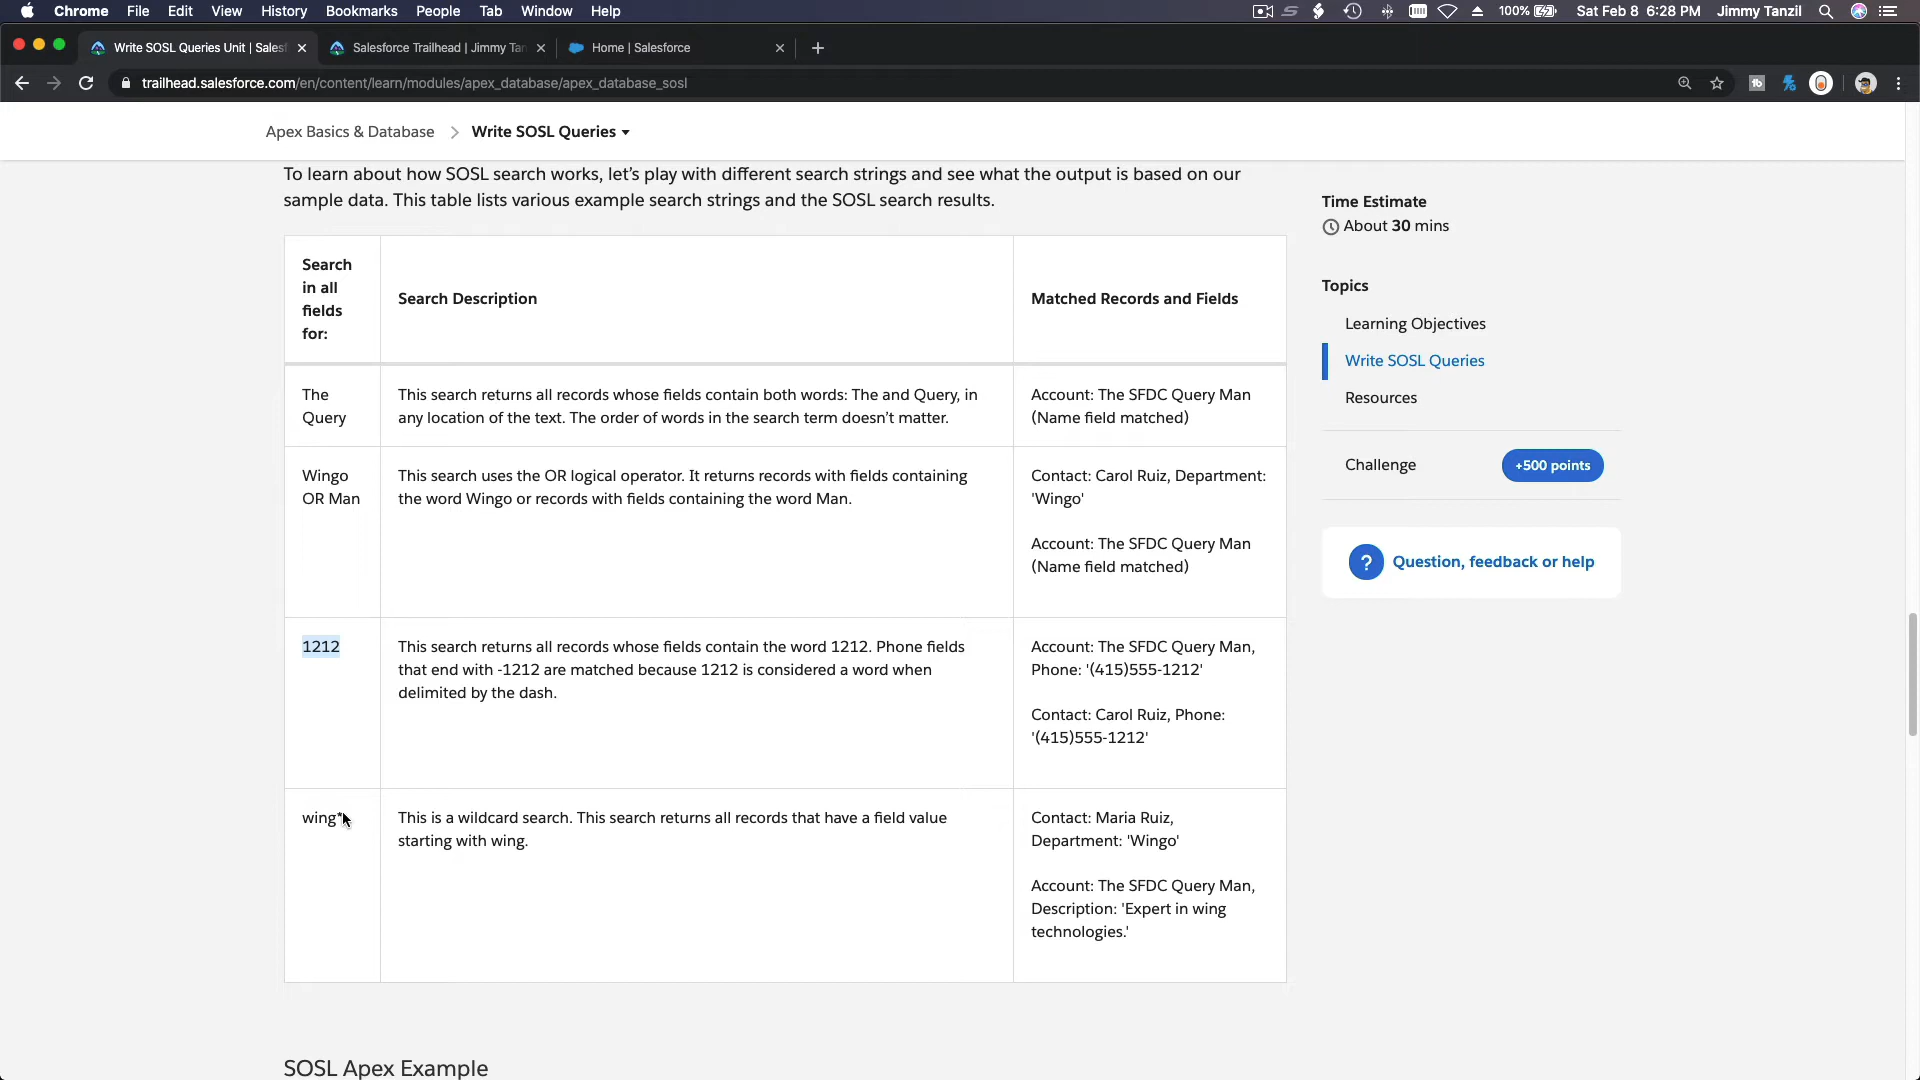 Chrome File Edit View History Bookmarks People Tab Window Help 100% Sat Feb 8 6:28 PM Jimmy Tanzil
Write SOSL Queries Unit | Salesf
Salesforce Trailhead | Jimmy Tan
Home | Salesforce
trailhead.salesforce.com/en/content/learn/modules/apex_database/apex_database_sosl
Apex Basics & Database > Write SOSL Queries
To learn about how SOSL search works, let's play with different search strings and see what the output is based on our
sample data. This table lists various example search strings and the SOSL search results.
Search
in all
fields
for:
Search Description
Matched Records and Fields
The
Query
This search returns all records whose fields contain both words: The and Query, in
any location of the text. The order of words in the search term doesn't matter.
Account: The SFDC Query Man
(Name field matched)
Wingo
OR Man
This search uses the OR logical operator. It returns records with fields containing
the word Wingo or records with fields containing the word Man.
Contact: Carol Ruiz, Department:
'Wingo'
Account: The SFDC Query Man
(Name field matched)
1212
This search returns all records whose fields contain the word 1212. Phone fields
that end with -1212 are matched because 1212 is considered a word when
delimited by the dash.
Account: The SFDC Query Man,
Phone: '(415)555-1212'
Contact: Carol Ruiz, Phone:
'(415)555-1212'
wing*
This is a wildcard search. This search returns all records that have a field value
starting with wing.
Contact: Maria Ruiz,
Department: 'Wingo'
Account: The SFDC Query Man,
Description: 'Expert in wing
technologies.'
SOSL Apex Example
Time Estimate
About 30 mins
Topics
Learning Objectives
Write SOSL Queries
Resources
Challenge
+500 points
? Question, feedback or help